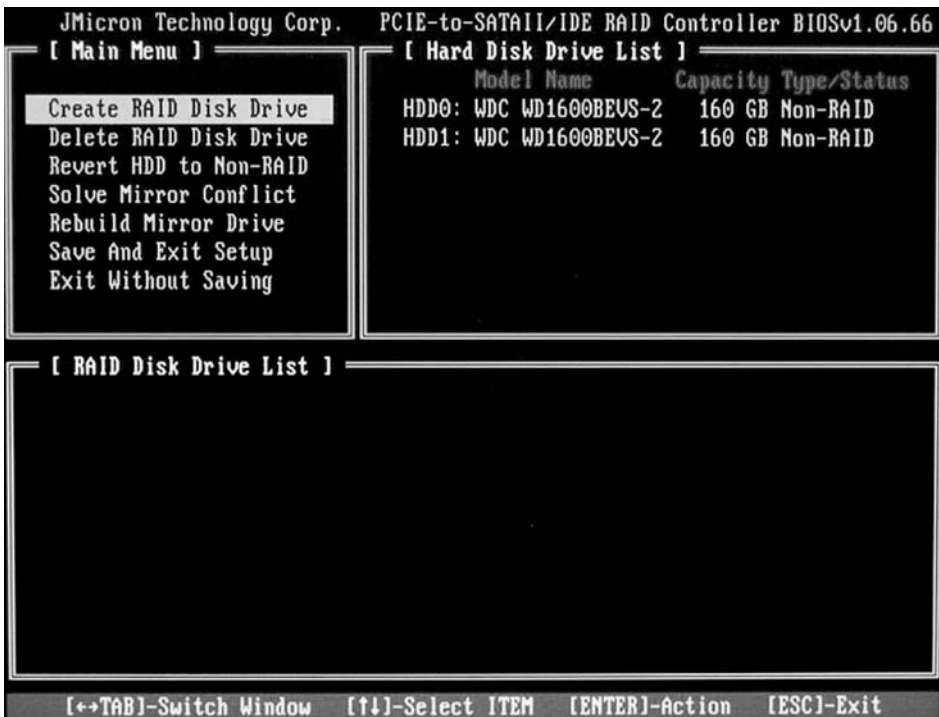 JMicron Technology Corp. PCIE-to-SATAII/IDE RAID Controller BIOSv1.06.66
[ Main Menu ]
Create RAID Disk Drive
Delete RAID Disk Drive
Revert HDD to Non-RAID
Solve Mirror Conflict
Rebuild Mirror Drive
Save And Exit Setup
Exit Without Saving
[ Hard Disk Drive List ]
Model Name Capacity Type/Status
HDD0: WDC WD1600BEVS-2 160 GB Non-RAID
HDD1: WDC WD1600BEVS-2 160 GB Non-RAID
[ RAID Disk Drive List ]
[↔TAB]-Switch Window [↑↓]-Select ITEM [ENTER]-Action [ESC]-Exit